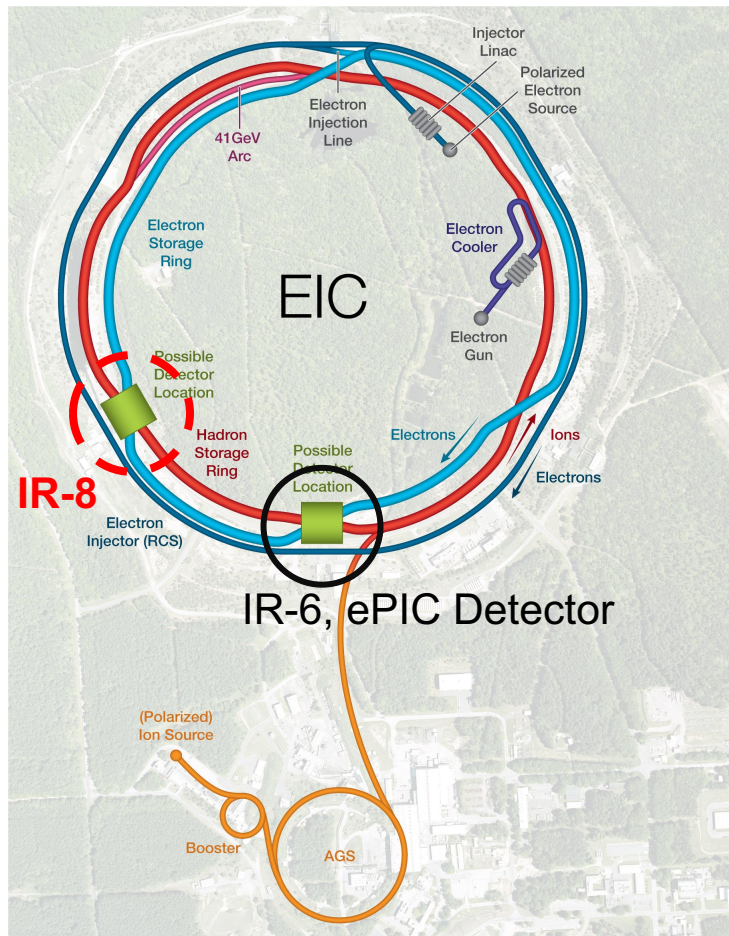 Injector
Linac
Polarized
Electron
Source
Electron
Injection
Line
41GeV
Arc
Electron
Storage
Ring
Electron
Cooler
EIC
Electron
Gun
Possible
Detector
Location
Hadron
Storage
Ring
Possible
Detector
Location
Electrons
Ions
Electrons
IR-8
Electron
Injector (RCS)
IR-6, ePIC Detector
(Polarized)
Ion Source
Booster
AGS